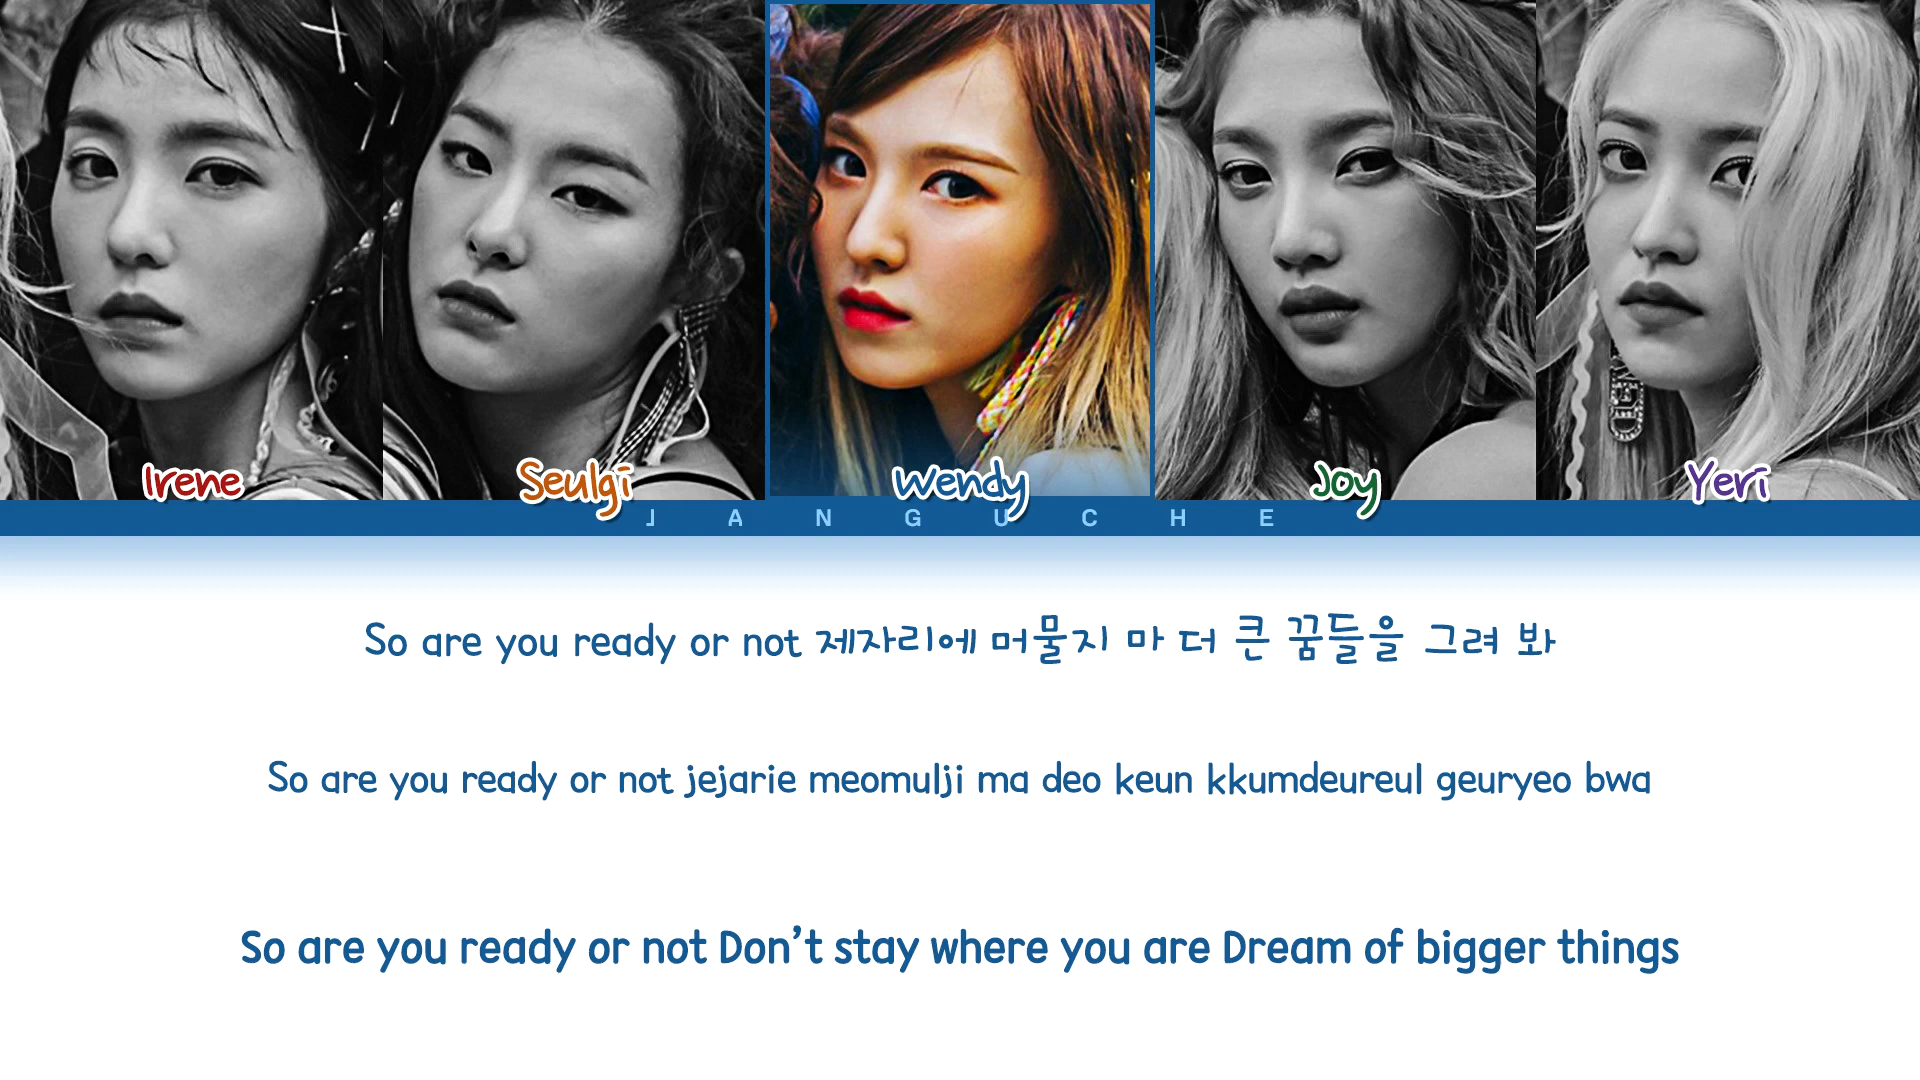 Irene
Seulgi
Wendy
Joy
Yeri
JANGUCHE
So are you ready or not 제자리에 머물지 마 더 큰 꿈들을 그려 봐
So are you ready or not jejarie meomulji ma deo keun kkumdeureul geuryeo bwa
So are you ready or not Don’t stay where you are Dream of bigger things